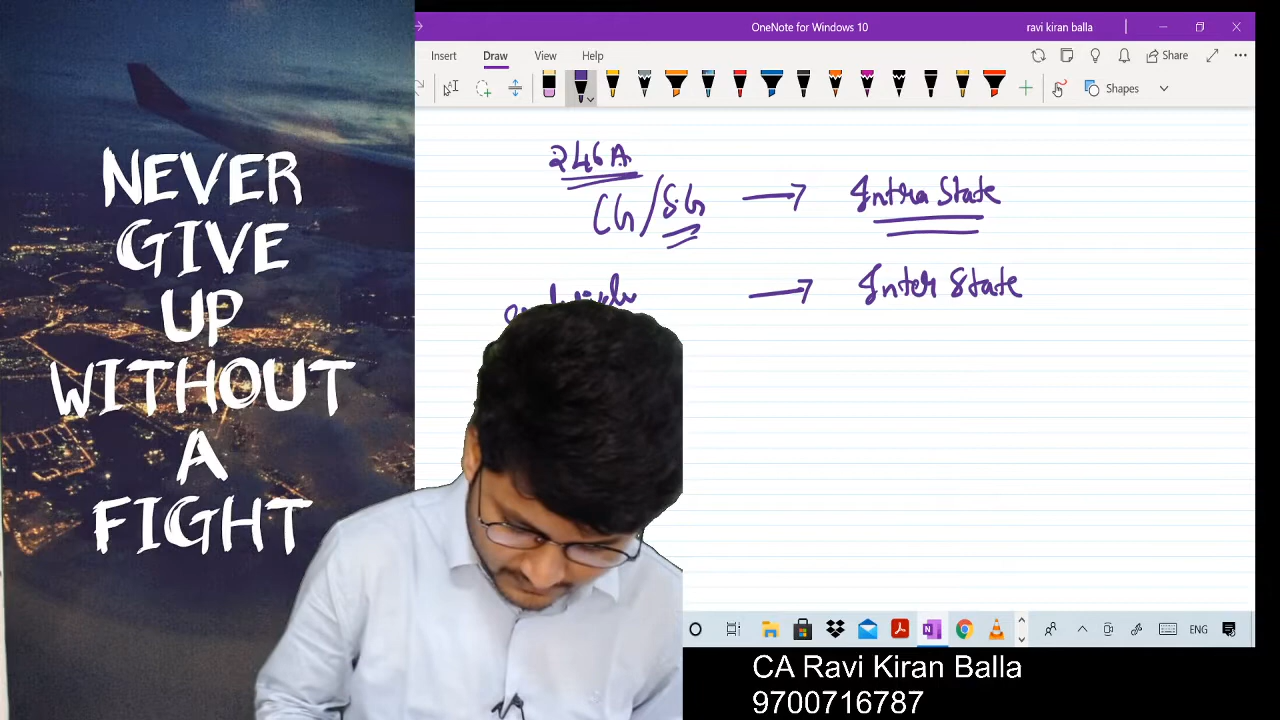 NEVER
GIVE
UP
WITHOUT
A
FIGHT
OneNote for Windows 10
ravi kiran balla
Insert Draw View Help
Share
Shapes
246A
CG/SG → Intra State
→ Inter State
ENG
CA Ravi Kiran Balla
9700716787